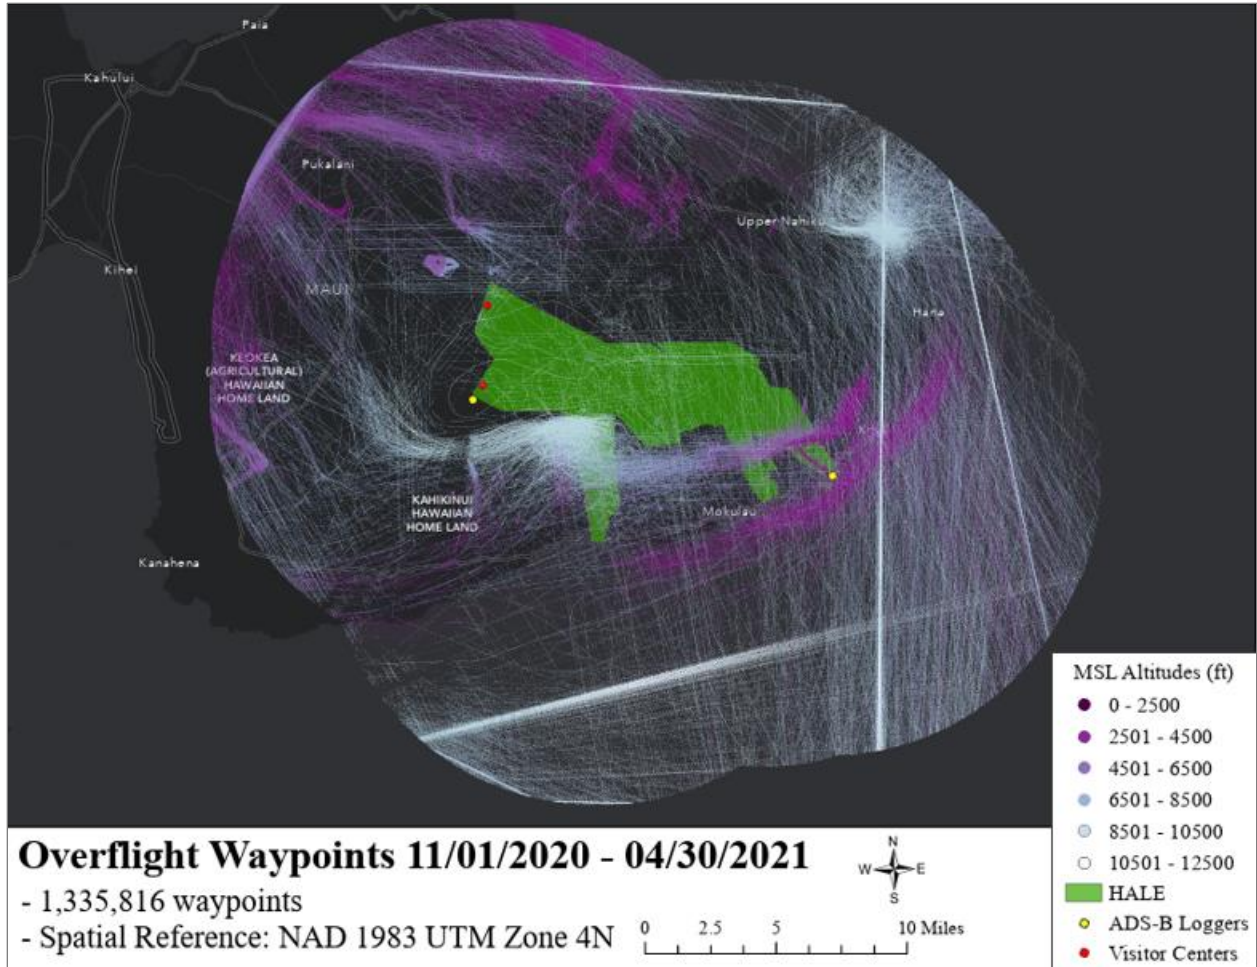 Paia
Kahului
Pukalani
Upper Nahiku
Kihei
MAUI
Hana
KEOKEA
(AGRICULTURAL)
HAWAIIAN
HOME LAND
KAHIKINUI
HAWAIIAN
HOME LAND
Mokulau
Kanahena
MSL Altitudes (ft)
0 - 2500
2501 - 4500
4501 - 6500
6501 - 8500
8501 - 10500
10501 - 12500
HALE
ADS-B Loggers
Visitor Centers
Overflight Waypoints 11/01/2020 - 04/30/2021
- 1,335,816 waypoints
- Spatial Reference: NAD 1983 UTM Zone 4N
N
W E
S
0 2.5 5 10 Miles